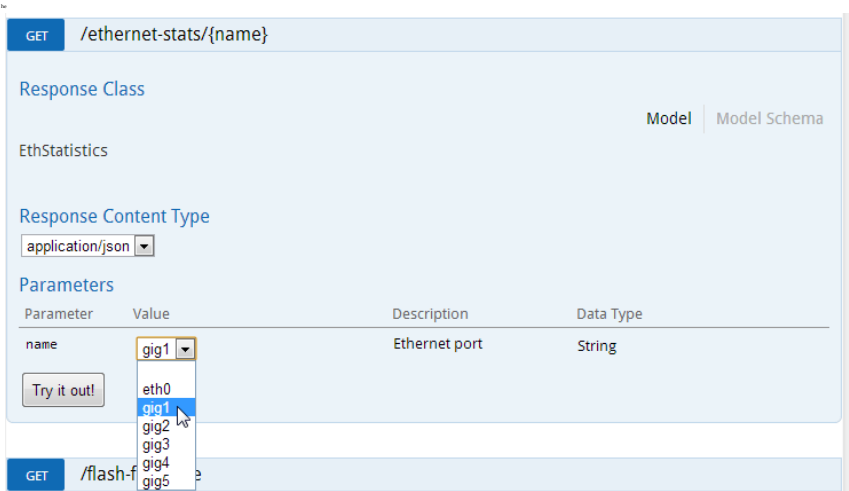 GET /ethernet-stats/{name}
Response Class
Model Model Schema
EthStatistics
Response Content Type
application/json
Parameters
Parameter Value Description Data Type
name gig1 Ethernet port String
Try it out!
eth0
gig1
gig2
gig3
gig4
gig5
GET /flash-f e